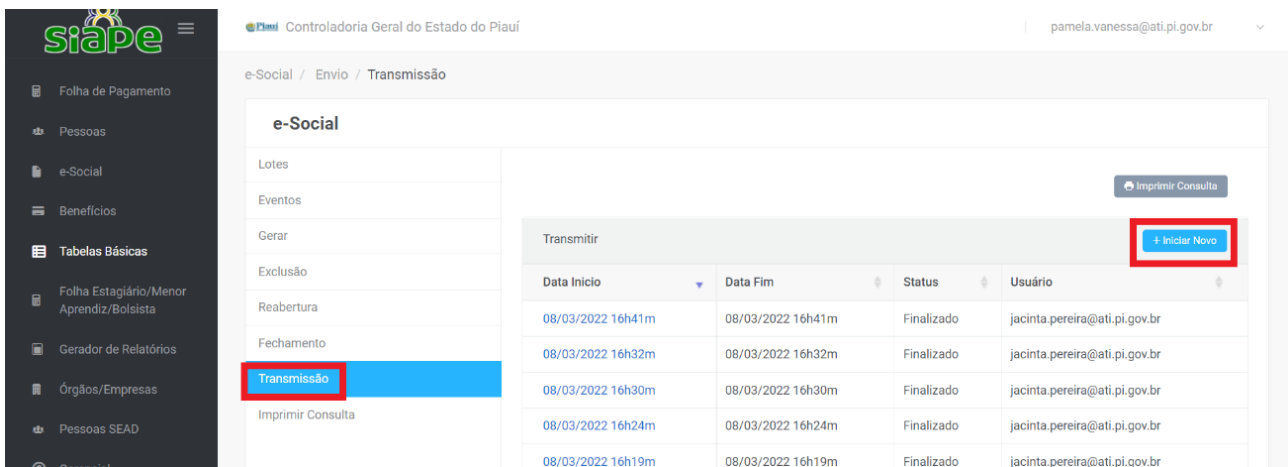 siape
Piauí Controladoria Geral do Estado do Piauí
pamela.vanessa@ati.pi.gov.br
Folha de Pagamento
Pessoas
e-Social
Benefícios
Tabelas Básicas
Folha Estagiário/Menor
Aprendiz/Bolsista
Gerador de Relatórios
Órgãos/Empresas
Pessoas SEAD
Gerencial
e-Social / Envio / Transmissão
e-Social
Lotes
Eventos
Gerar
Exclusão
Reabertura
Fechamento
Transmissão
Imprimir Consulta
Imprimir Consulta
Transmitir
+ Iniciar Novo
Data Inicio Data Fim Status Usuário
08/03/2022 16h41m 08/03/2022 16h41m Finalizado jacinta.pereira@ati.pi.gov.br
08/03/2022 16h32m 08/03/2022 16h32m Finalizado jacinta.pereira@ati.pi.gov.br
08/03/2022 16h30m 08/03/2022 16h30m Finalizado jacinta.pereira@ati.pi.gov.br
08/03/2022 16h24m 08/03/2022 16h24m Finalizado jacinta.pereira@ati.pi.gov.br
08/03/2022 16h19m 08/03/2022 16h19m Finalizado jacinta.pereira@ati.pi.gov.br